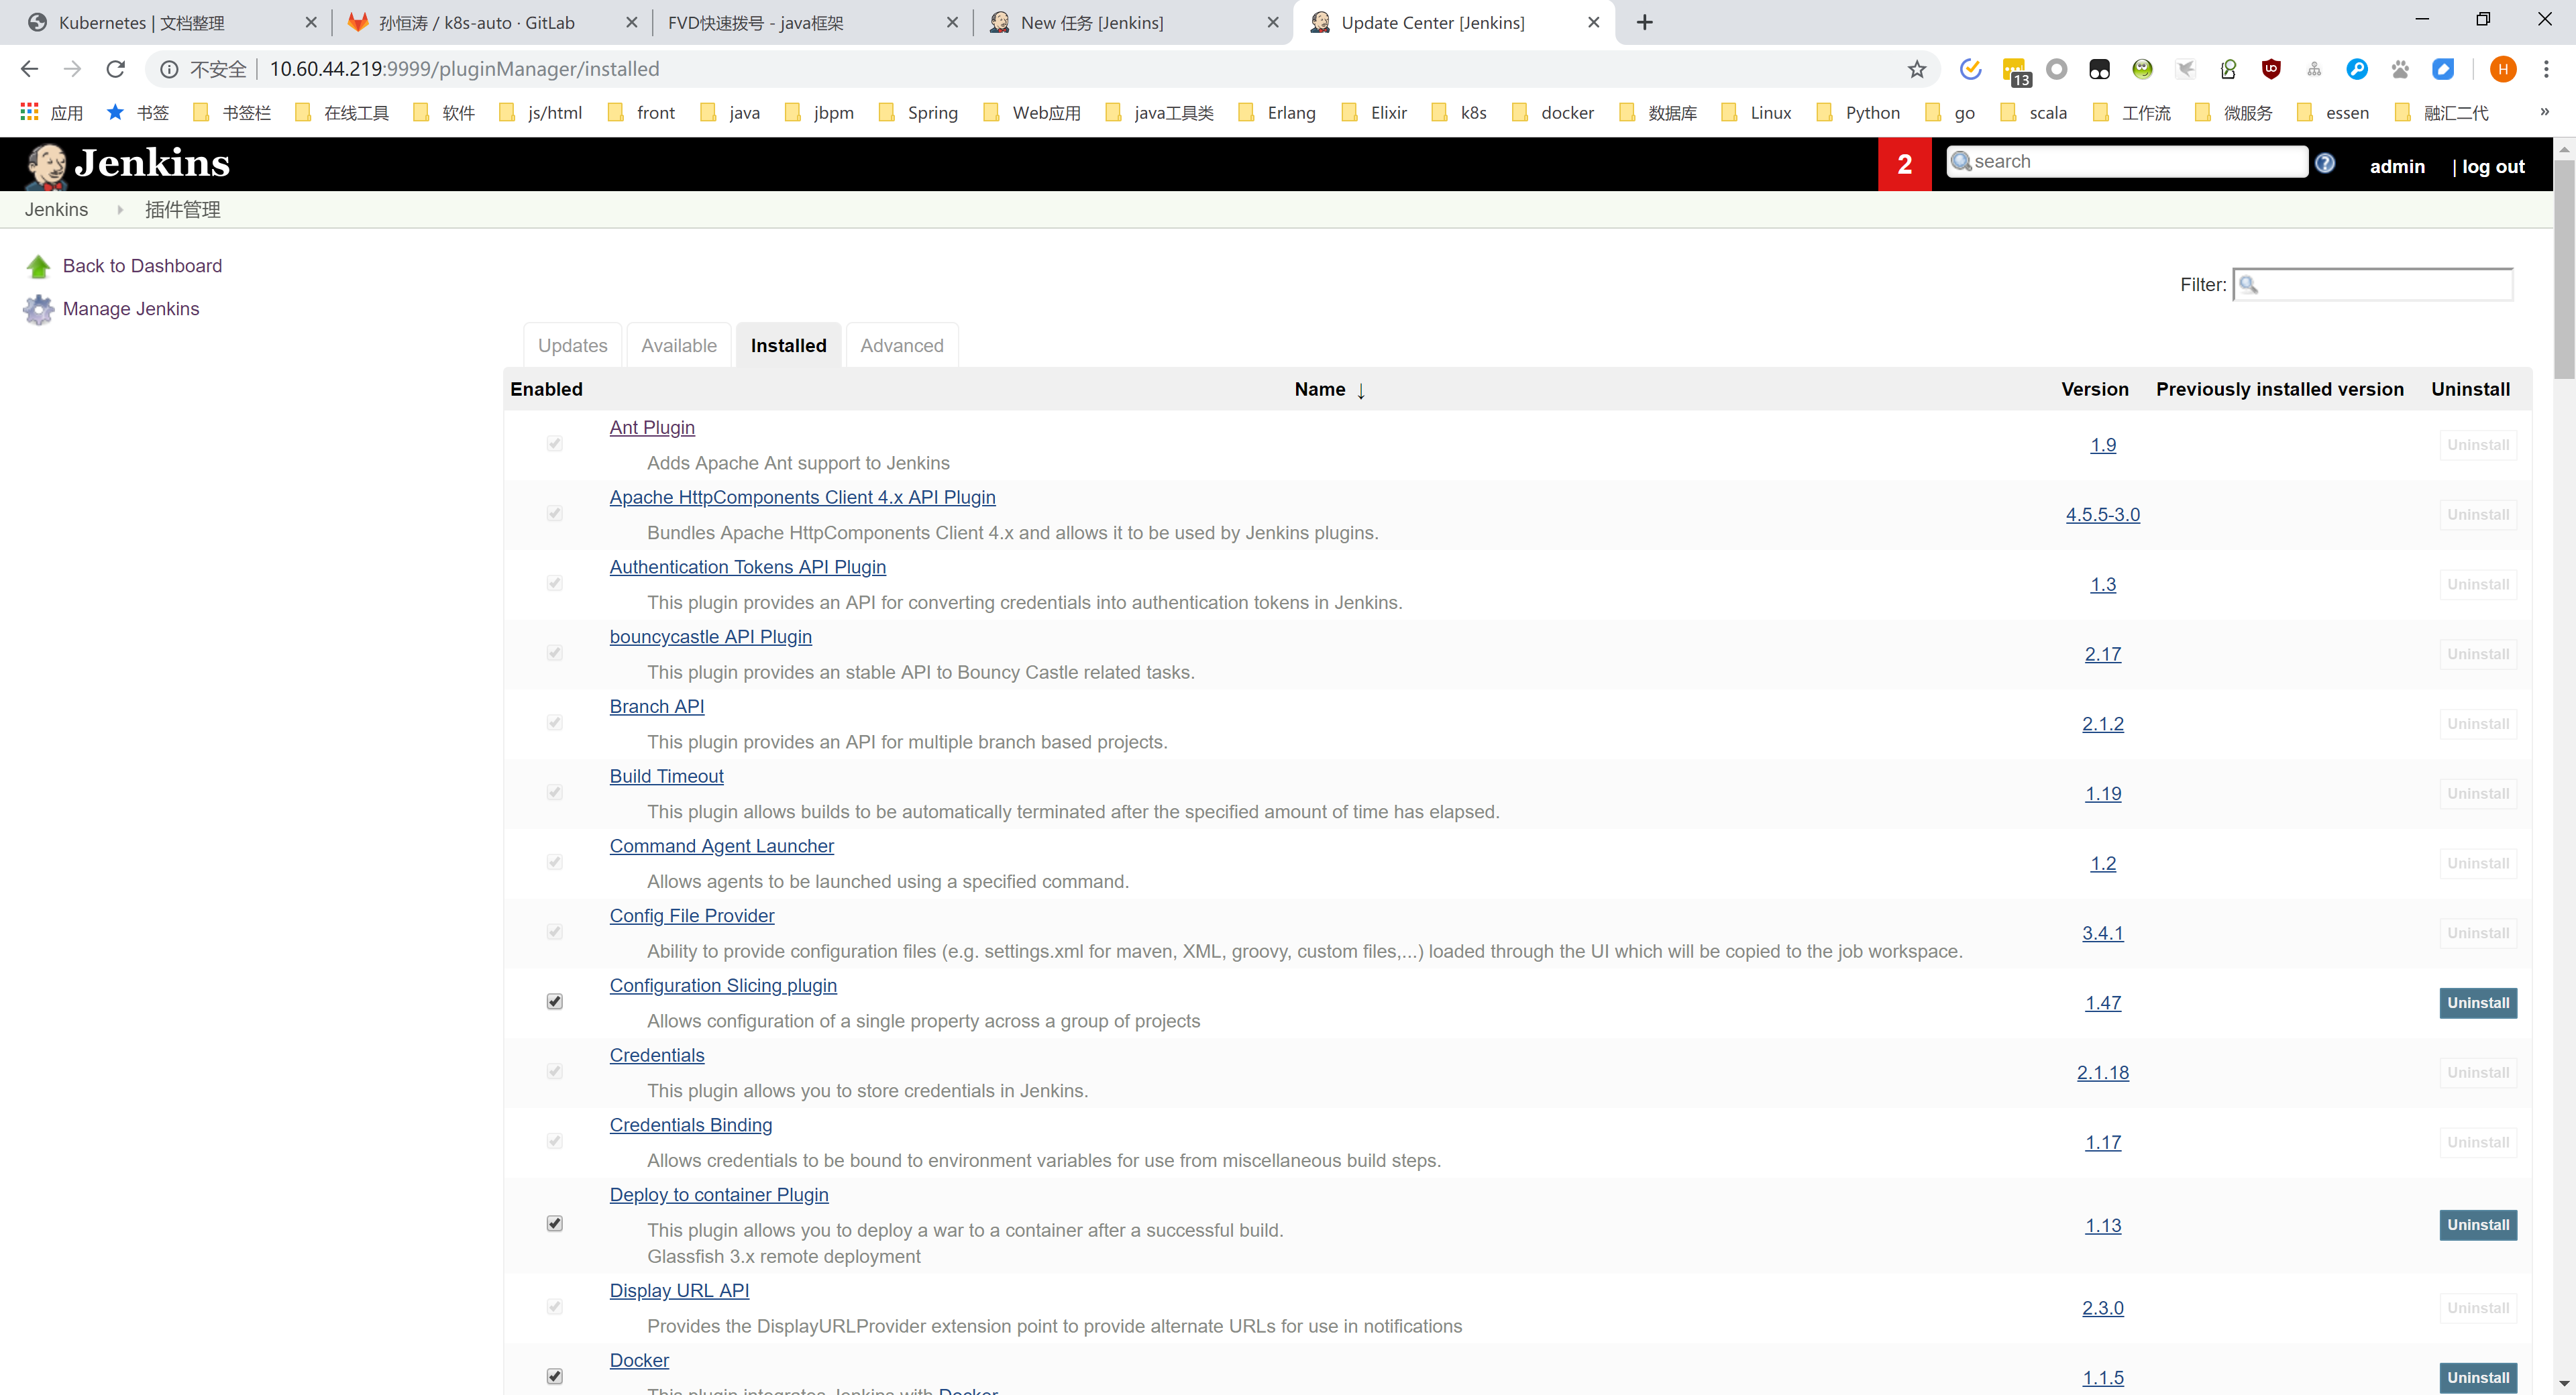 Kubernetes | 文档整理
孙恒涛 / k8s-auto · GitLab
FVD快速拨号 - java框架
New 任务 [Jenkins]
Update Center [Jenkins]
不安全 | 10.60.44.219:9999/pluginManager/installed
13
H
应用 书签 书签栏 在线工具 软件 js/html front java jbpm Spring Web应用 java工具类 Erlang Elixir k8s docker 数据库 Linux Python go scala 工作流 微服务 essen 融汇二代 »
Jenkins
2
search
admin
| log out
Jenkins 插件管理
Back to Dashboard
Manage Jenkins
Filter:
Updates Available Installed Advanced
Enabled Name ↓ Version Previously installed version Uninstall
Ant Plugin
Adds Apache Ant support to Jenkins
1.9
Uninstall
Apache HttpComponents Client 4.x API Plugin
Bundles Apache HttpComponents Client 4.x and allows it to be used by Jenkins plugins.
4.5.5-3.0
Uninstall
Authentication Tokens API Plugin
This plugin provides an API for converting credentials into authentication tokens in Jenkins.
1.3
Uninstall
bouncycastle API Plugin
This plugin provides an stable API to Bouncy Castle related tasks.
2.17
Uninstall
Branch API
This plugin provides an API for multiple branch based projects.
2.1.2
Uninstall
Build Timeout
This plugin allows builds to be automatically terminated after the specified amount of time has elapsed.
1.19
Uninstall
Command Agent Launcher
Allows agents to be launched using a specified command.
1.2
Uninstall
Config File Provider
Ability to provide configuration files (e.g. settings.xml for maven, XML, groovy, custom files,...) loaded through the UI which will be copied to the job workspace.
3.4.1
Uninstall
Configuration Slicing plugin
Allows configuration of a single property across a group of projects
1.47
Uninstall
Credentials
This plugin allows you to store credentials in Jenkins.
2.1.18
Uninstall
Credentials Binding
Allows credentials to be bound to environment variables for use from miscellaneous build steps.
1.17
Uninstall
Deploy to container Plugin
This plugin allows you to deploy a war to a container after a successful build.
Glassfish 3.x remote deployment
1.13
Uninstall
Display URL API
Provides the DisplayURLProvider extension point to provide alternate URLs for use in notifications
2.3.0
Uninstall
Docker
This plugin integrates Jenkins with Docker
1.1.5
Uninstall